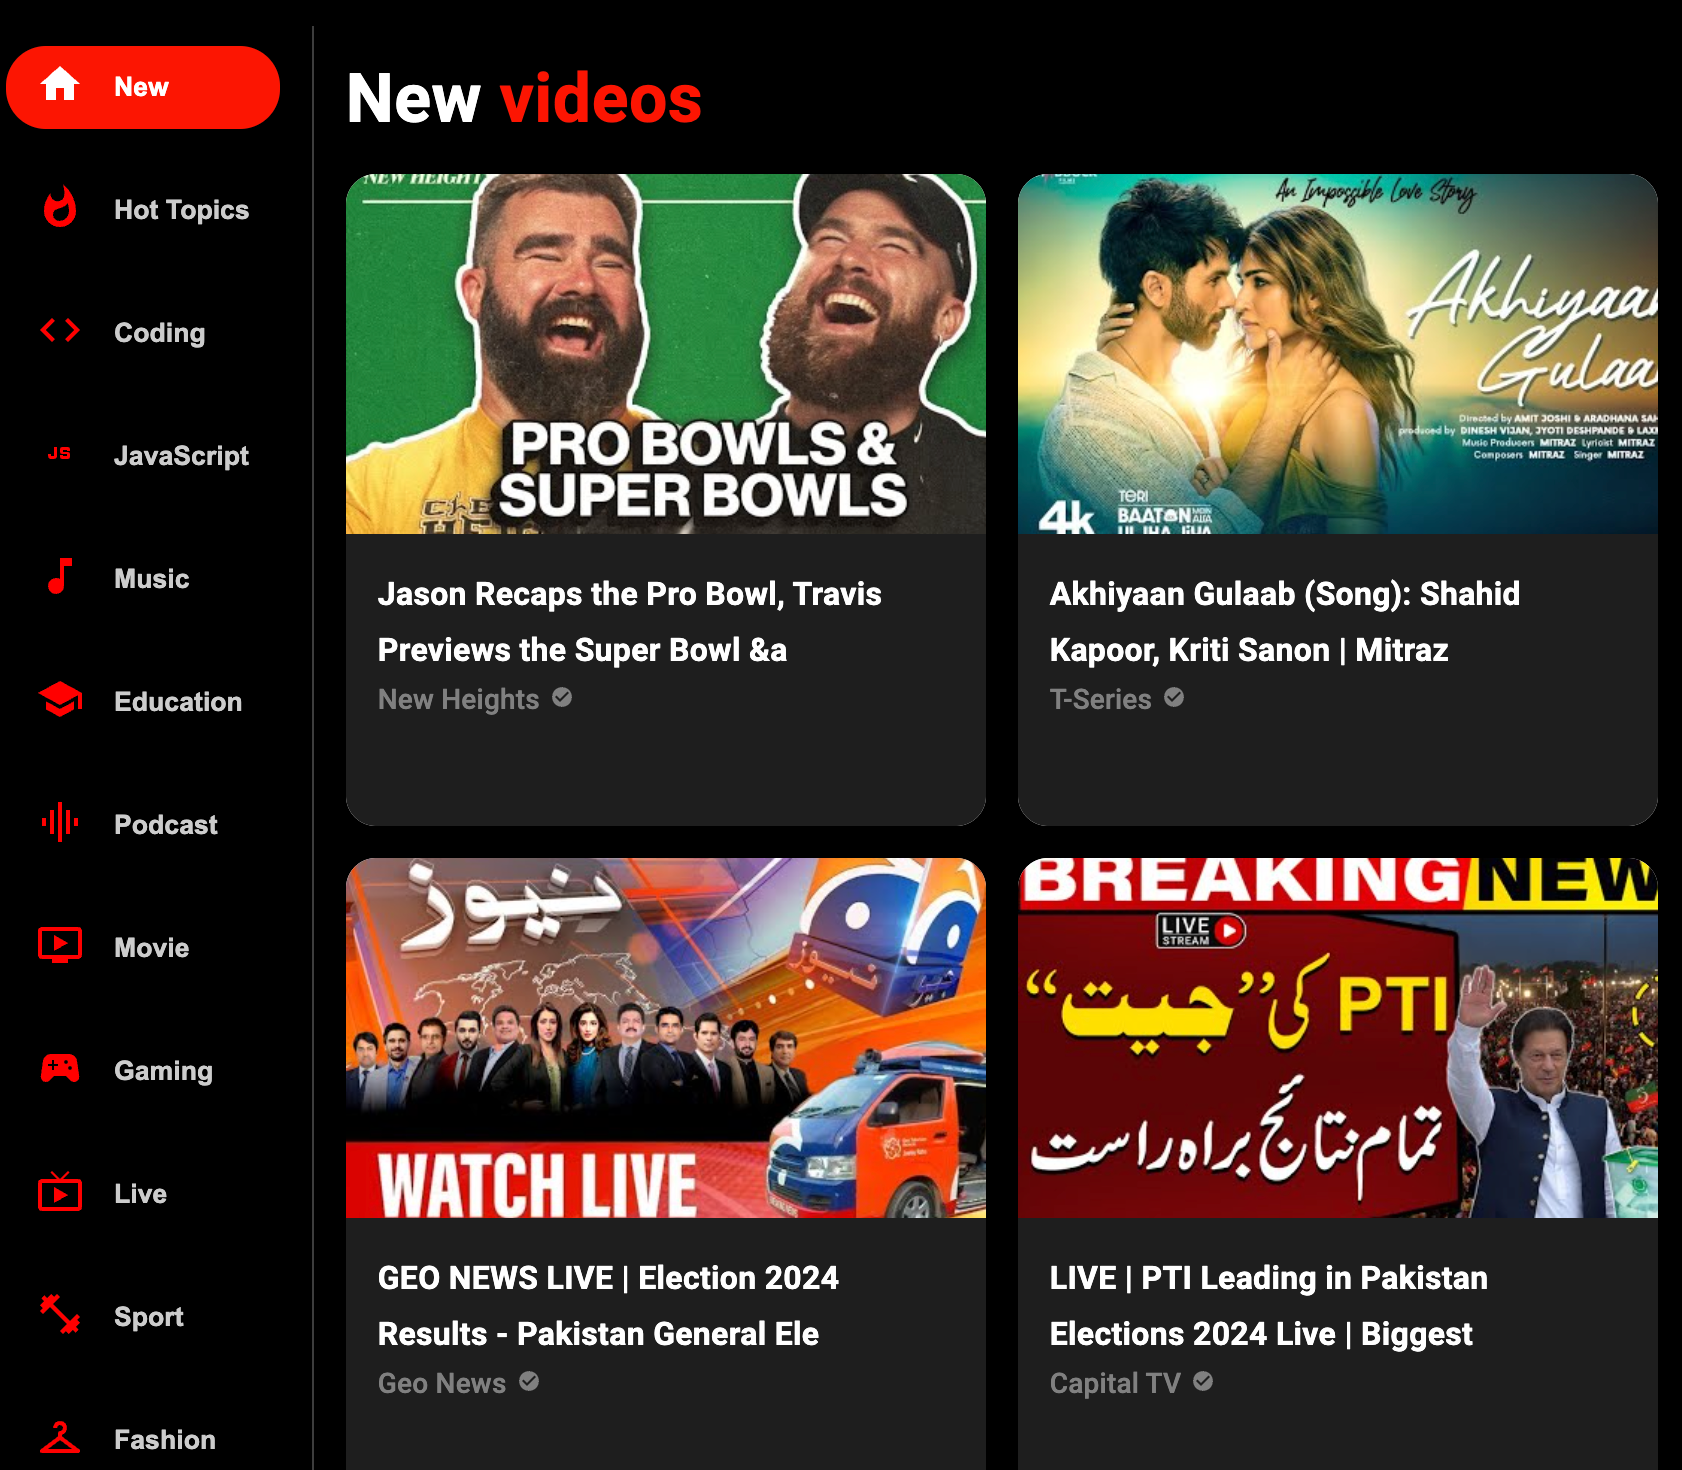 New
Hot Topics
Coding
JavaScript
Music
Education
Podcast
Movie
Gaming
Live
Sport
Fashion
New videos
NEW HEIGHT
PRO BOWLS &
SUPER BOWLS
Jason Recaps the Pro Bowl, Travis
Previews the Super Bowl &a
New Heights
An Impossible Love Story
Akhiyaan
Gulaa
Directed by AMIT JOSHI & ARADHANA SAH
produced by DINESH VIJAN, JYOTI DESHPANDE & LAXM
Music Producers MITRAZ Lyricist MITRAZ
Composers MITRAZ Singer MITRAZ
4k
TERI
BAATON MEIN AISA
ULJHA JIYA
Akhiyaan Gulaab (Song): Shahid
Kapoor, Kriti Sanon | Mitraz
T-Series
نیوز
جیو
نیوز
WATCH LIVE
GEO NEWS LIVE | Election 2024
Results - Pakistan General Ele
Geo News
BREAKING NEW
LIVE
STREAM
PTI کی ”جیت“
تمام نتائج براہ راست
LIVE | PTI Leading in Pakistan
Elections 2024 Live | Biggest
Capital TV